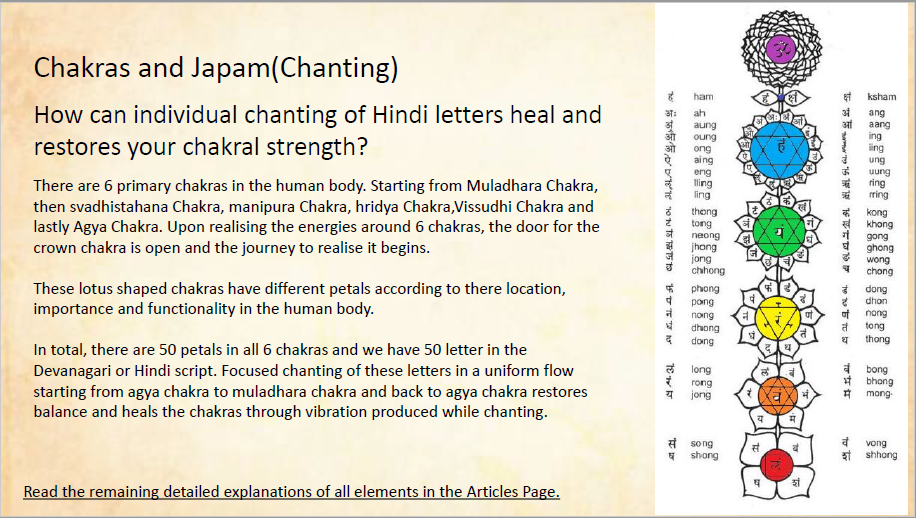 Chakras and Japam(Chanting)
How can individual chanting of Hindi letters heal and
restores your chakral strength?
There are 6 primary chakras in the human body. Starting from Muladhara Chakra,
then svadhistahana Chakra, manipura Chakra, hridya Chakra,Vissudhi Chakra and
lastly Agya Chakra. Upon realising the energies around 6 chakras, the door for the
crown chakra is open and the journey to realise it begins.
These lotus shaped chakras have different petals according to there location,
importance and functionality in the human body.
In total, there are 50 petals in all 6 chakras and we have 50 letter in the
Devanagari or Hindi script. Focused chanting of these letters in a uniform flow
starting from agya chakra to muladhara chakra and back to agya chakra restores
balance and heals the chakras through vibration produced while chanting.
Read the remaining detailed explanations of all elements in the Articles Page.
ॐ
हं ham
अः ah
अं aung
oung
ong
aing
eng
lling
ling
thong
tong
neong
jhong
jong
chhong
phong
पं pong
नं nong
धं dhong
dong
लं long
रं rong
य jong
सं song
ष shong
हं क्षं
हं
य
रं
वं
लं
क्षं ksham
ang
aang
ing
iing
ung
uung
ring
rring
कं kong
khong
गं gong
ghong
wong
chong
dong
dhon
णं nong
तं tong
थ thong
बं bong
भं bhong
मं mong
वं vong
शं shhong